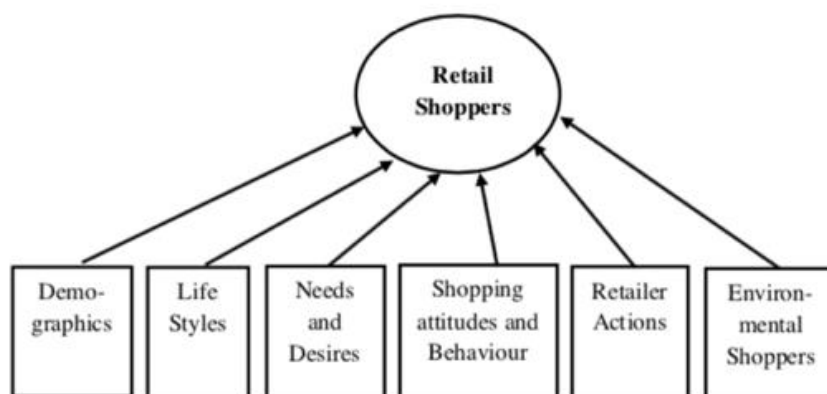 Retail
Shoppers
Demo-
graphics
Life
Styles
Needs
and
Desires
Shopping
attitudes and
Behaviour
Retailer
Actions
Environ-
mental
Shoppers